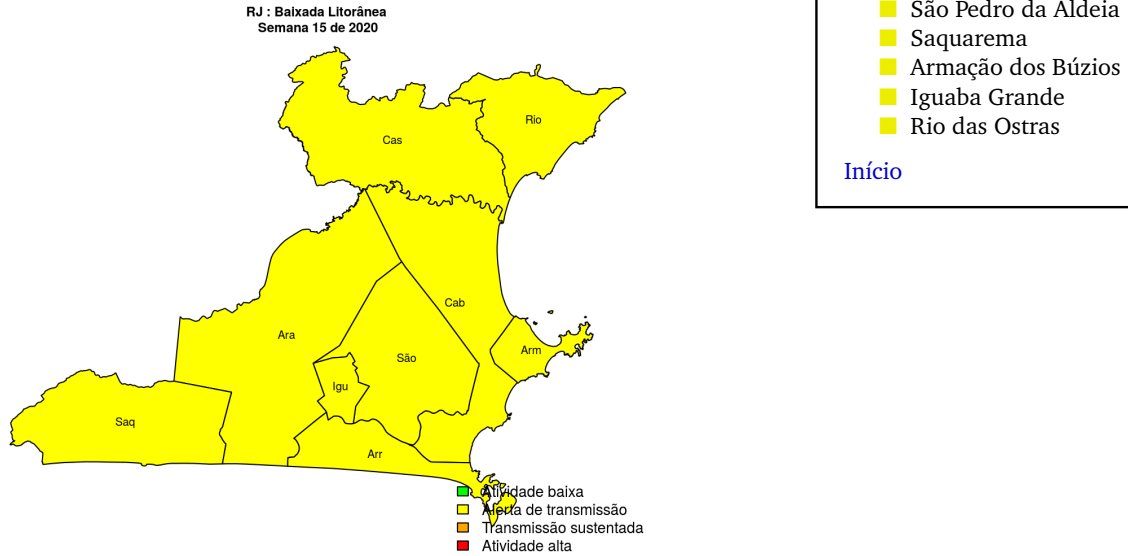 RJ : Baixada Litorânea
Semana 15 de 2020
Rio
Cas
Cab
Ara
Arm
São
Igu
Saq
Arr
Atividade baixa
Alerta de transmissão
Transmissão sustentada
Atividade alta
São Pedro da Aldeia
Saquarema
Armação dos Búzios
Iguaba Grande
Rio das Ostras
Início